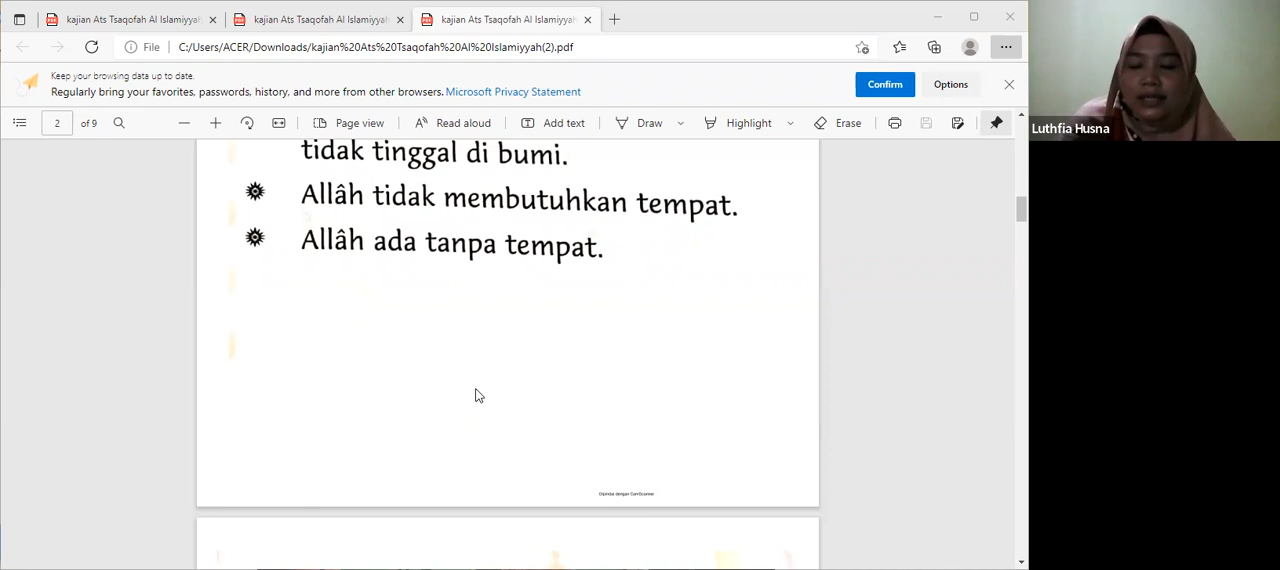 kajian Ats Tsaqofah Al Islamiyyah
kajian Ats Tsaqofah Al Islamiyyah
kajian Ats Tsaqofah Al Islamiyyah
File C:/Users/ACER/Downloads/kajian%20Ats%20Tsaqofah%20Al%20Islamiyyah(2).pdf
Keep your browsing data up to date.
Regularly bring your favorites, passwords, history, and more from other browsers. Microsoft Privacy Statement
Confirm Options
2 of 9 Page view Read aloud Add text Draw Highlight Erase
Luthfia Husna
tidak tinggal di bumi.
Allâh tidak membutuhkan tempat.
Allâh ada tanpa tempat.
Dipindai dengan CamScanner